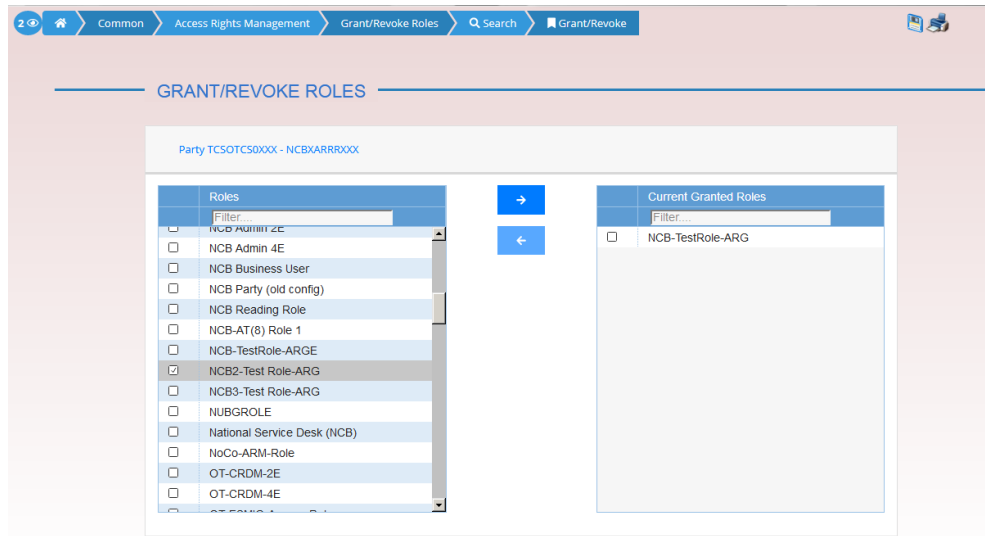 2 Common Access Rights Management Grant/Revoke Roles Search Grant/Revoke
GRANT/REVOKE ROLES
Party TCSOTCS0XXX - NCBXARRRXXX
Roles
Filter....
NCB Admin 2E
NCB Admin 4E
NCB Business User
NCB Party (old config)
NCB Reading Role
NCB-AT(8) Role 1
NCB-TestRole-ARGE
NCB2-Test Role-ARG
NCB3-Test Role-ARG
NUBGROLE
National Service Desk (NCB)
NoCo-ARM-Role
OT-CRDM-2E
OT-CRDM-4E
Current Granted Roles
Filter....
NCB-TestRole-ARG